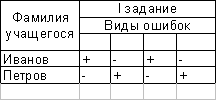 Фамилия учащегося I задание
Виды ошибок
Иванов + - + -
Петров - + - +